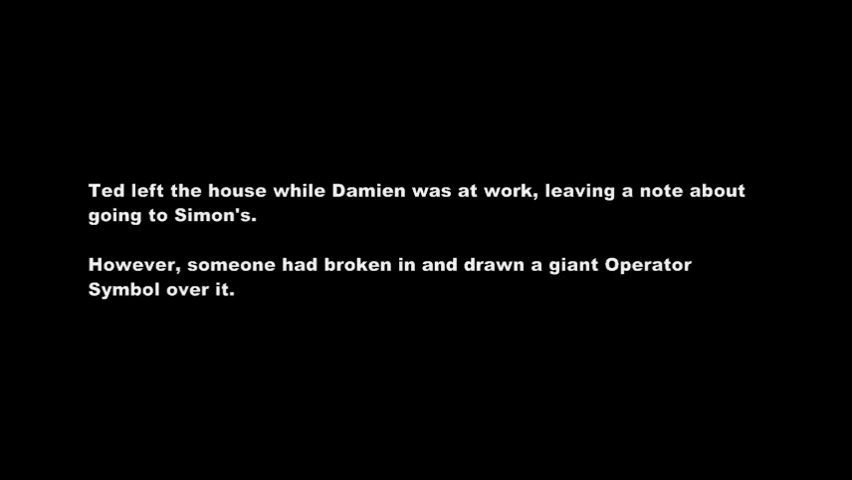 Ted left the house while Damien was at work, leaving a note about
going to Simon's.
However, someone had broken in and drawn a giant Operator
Symbol over it.